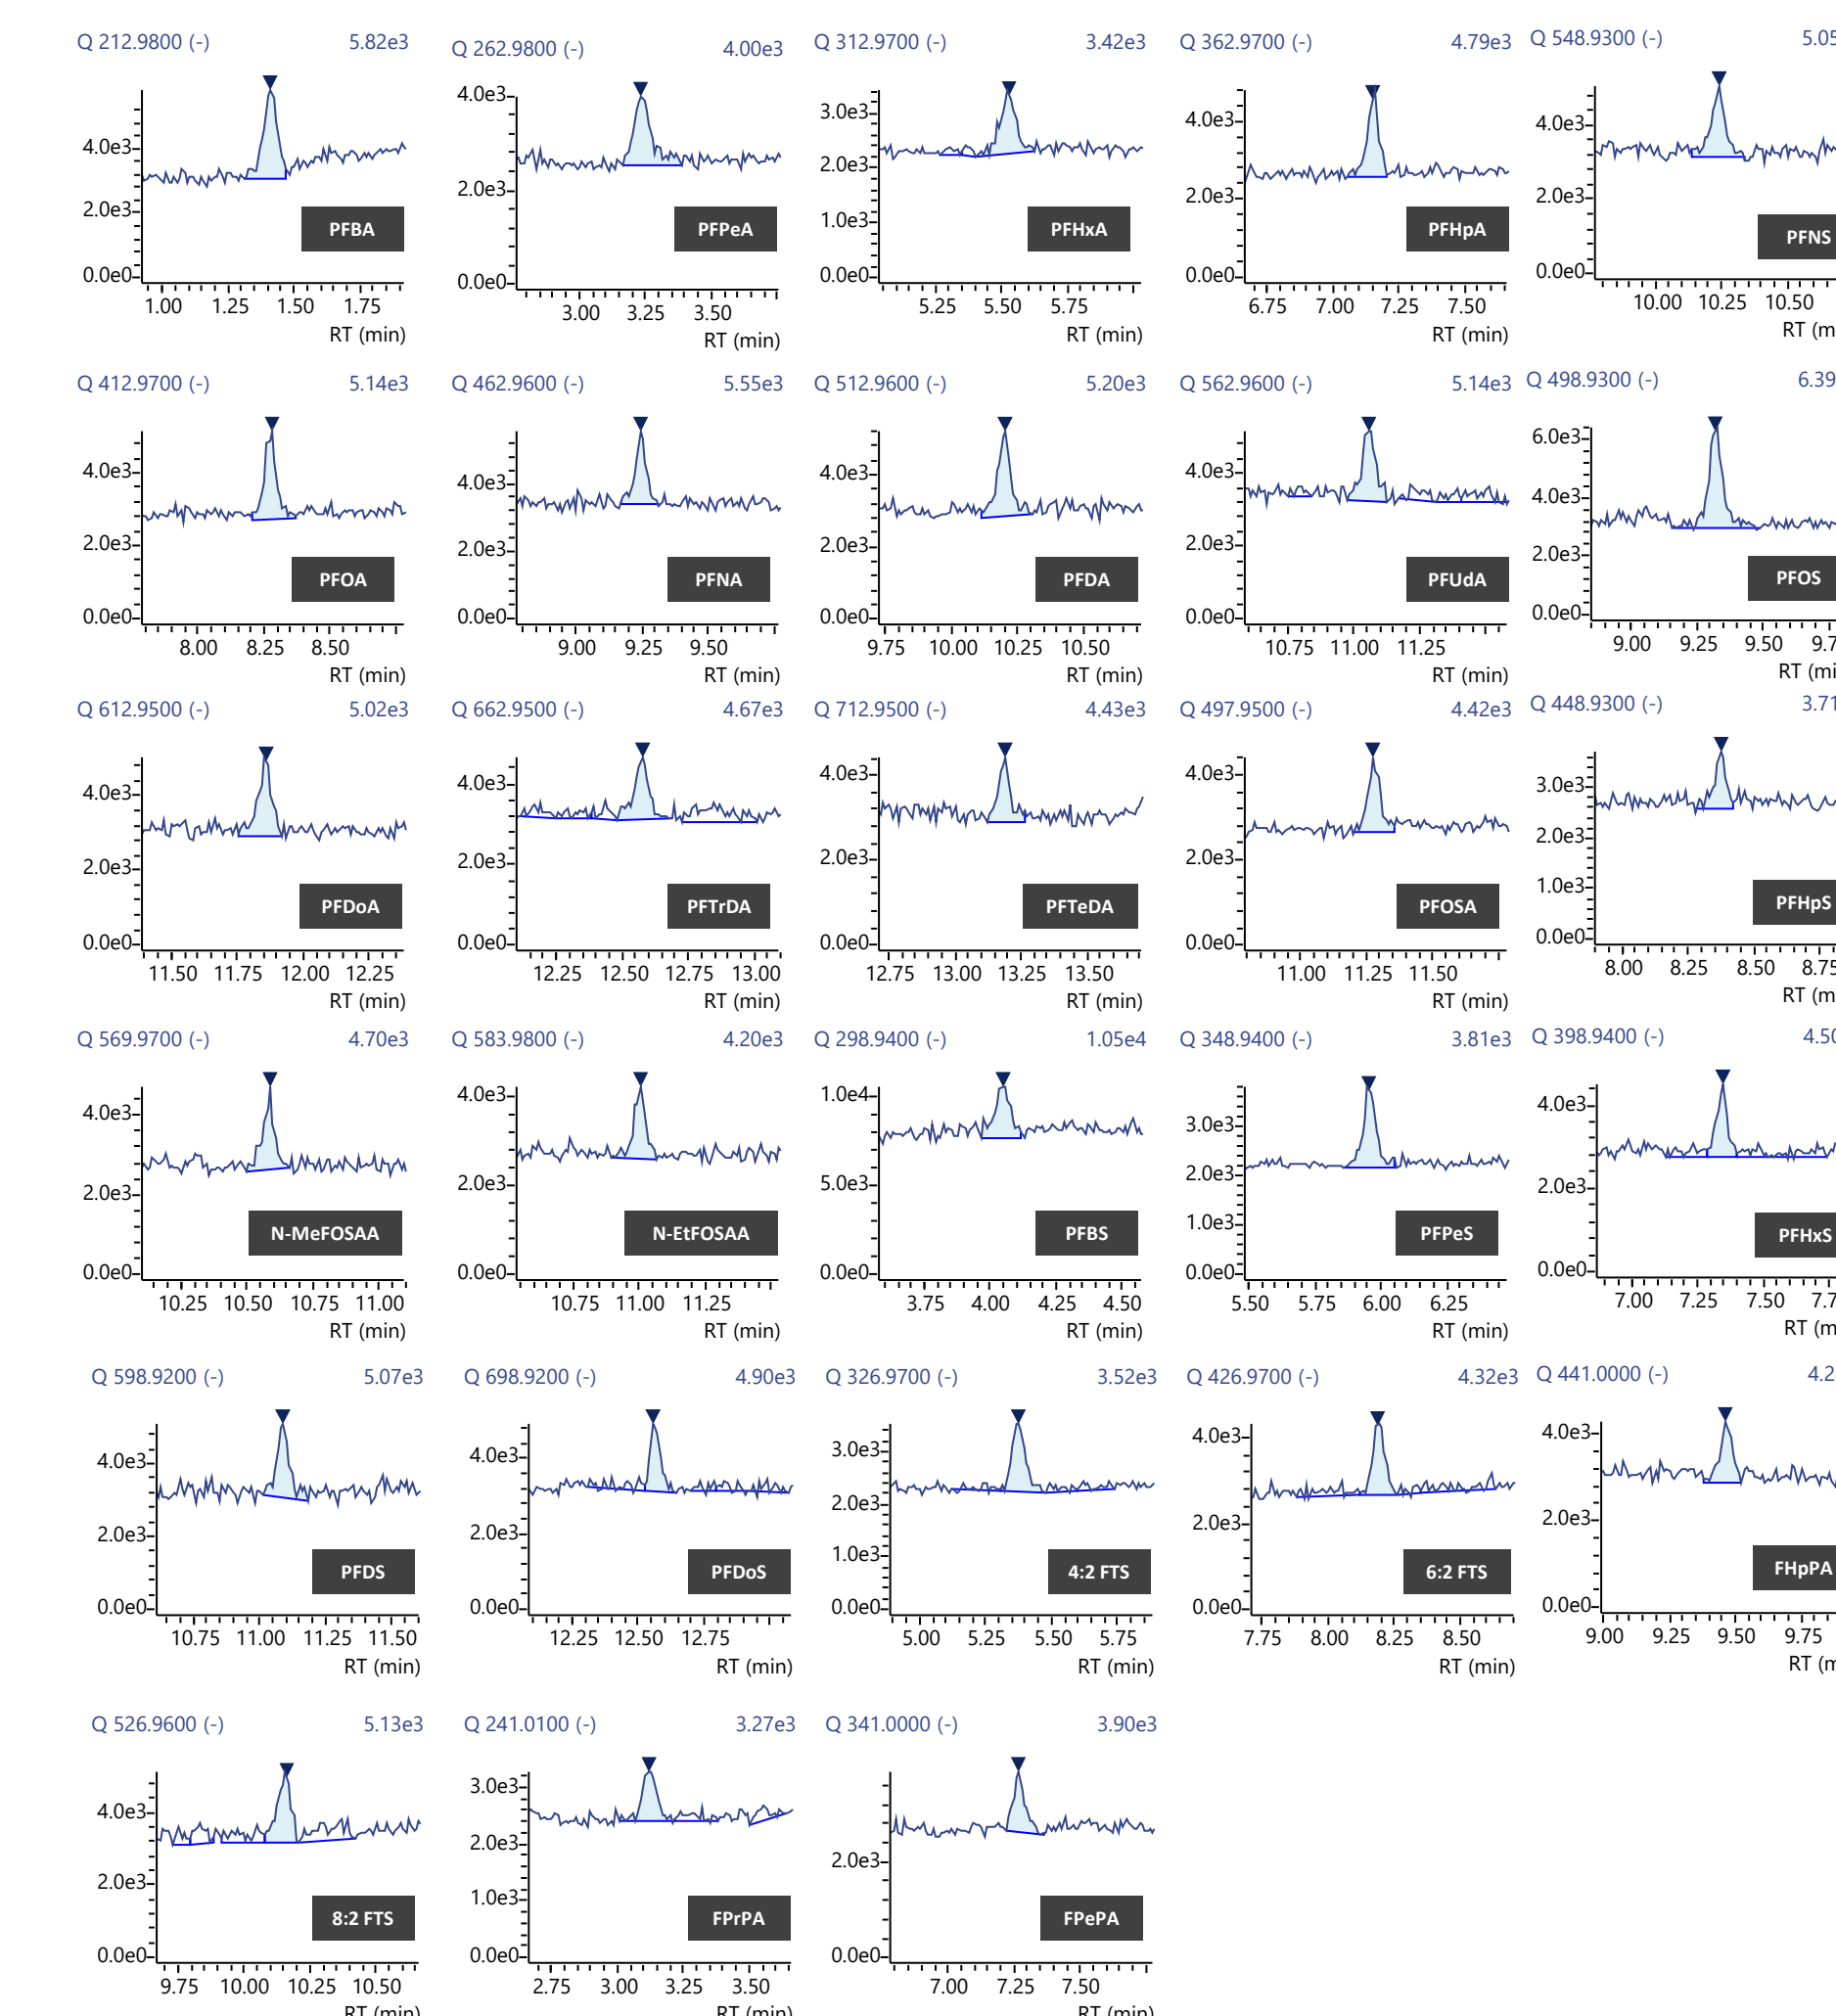 Q 212.9800 (-) 5.82e3
4.0e3
2.0e3
0.0e0
PFBA
1.00 1.25 1.50 1.75
RT (min)
Q 262.9800 (-) 4.00e3
4.0e3
2.0e3
0.0e0
PFPeA
3.00 3.25 3.50
RT (min)
Q 312.9700 (-) 3.42e3
3.0e3
2.0e3
1.0e3
0.0e0
PFHxA
5.25 5.50 5.75
RT (min)
Q 362.9700 (-) 4.79e3
4.0e3
2.0e3
0.0e0
PFHpA
6.75 7.00 7.25 7.50
RT (min)
Q 548.9300 (-) 5.05
4.0e3
2.0e3
0.0e0
PFNS
10.00 10.25 10.50
RT (m
Q 412.9700 (-) 5.14e3
4.0e3
2.0e3
0.0e0
PFOA
8.00 8.25 8.50
RT (min)
Q 462.9600 (-) 5.55e3
4.0e3
2.0e3
0.0e0
PFNA
9.00 9.25 9.50
RT (min)
Q 512.9600 (-) 5.20e3
4.0e3
2.0e3
0.0e0
PFDA
9.75 10.00 10.25 10.50
RT (min)
Q 562.9600 (-) 5.14e3
4.0e3
2.0e3
0.0e0
PFUdA
10.75 11.00 11.25
RT (min)
Q 498.9300 (-) 6.39
6.0e3
4.0e3
2.0e3
0.0e0
PFOS
9.00 9.25 9.50 9.7
RT (mi
Q 612.9500 (-) 5.02e3
4.0e3
2.0e3
0.0e0
PFDoA
11.50 11.75 12.00 12.25
RT (min)
Q 662.9500 (-) 4.67e3
4.0e3
2.0e3
0.0e0
PFTrDA
12.25 12.50 12.75 13.00
RT (min)
Q 712.9500 (-) 4.43e3
4.0e3
2.0e3
0.0e0
PFTeDA
12.75 13.00 13.25 13.50
RT (min)
Q 497.9500 (-) 4.42e3
4.0e3
2.0e3
0.0e0
PFOSA
11.00 11.25 11.50
RT (min)
Q 448.9300 (-) 3.71
3.0e3
2.0e3
1.0e3
0.0e0
PFHpS
8.00 8.25 8.50 8.75
RT (m
Q 569.9700 (-) 4.70e3
4.0e3
2.0e3
0.0e0
N-MeFOSAA
10.25 10.50 10.75 11.00
RT (min)
Q 583.9800 (-) 4.20e3
4.0e3
2.0e3
0.0e0
N-EtFOSAA
10.75 11.00 11.25
RT (min)
Q 298.9400 (-) 1.05e4
1.0e4
5.0e3
0.0e0
PFBS
3.75 4.00 4.25 4.50
RT (min)
Q 348.9400 (-) 3.81e3
3.0e3
2.0e3
1.0e3
0.0e0
PFPeS
5.50 5.75 6.00 6.25
RT (min)
Q 398.9400 (-) 4.50
4.0e3
2.0e3
0.0e0
PFHxS
7.00 7.25 7.50 7.7
RT (m
Q 598.9200 (-) 5.07e3
4.0e3
2.0e3
0.0e0
PFDS
10.75 11.00 11.25 11.50
RT (min)
Q 698.9200 (-) 4.90e3
4.0e3
2.0e3
0.0e0
PFDoS
12.25 12.50 12.75
RT (min)
Q 326.9700 (-) 3.52e3
3.0e3
2.0e3
1.0e3
0.0e0
4:2 FTS
5.00 5.25 5.50 5.75
RT (min)
Q 426.9700 (-) 4.32e3
4.0e3
2.0e3
0.0e0
6:2 FTS
7.75 8.00 8.25 8.50
RT (min)
Q 441.0000 (-) 4.2
4.0e3
2.0e3
0.0e0
FHpPA
9.00 9.25 9.50 9.75
RT (m
Q 526.9600 (-) 5.13e3
4.0e3
2.0e3
0.0e0
8:2 FTS
9.75 10.00 10.25 10.50
RT (min)
Q 241.0100 (-) 3.27e3
3.0e3
2.0e3
1.0e3
0.0e0
FPrPA
2.75 3.00 3.25 3.50
RT (min)
Q 341.0000 (-) 3.90e3
2.0e3
0.0e0
FPePA
7.00 7.25 7.50
RT (min)